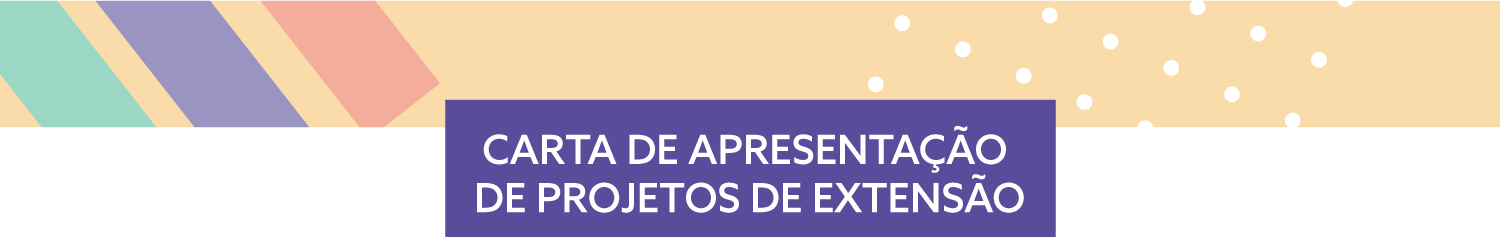 CARTA DE APRESENTAÇÃO
DE PROJETOS DE EXTENSÃO